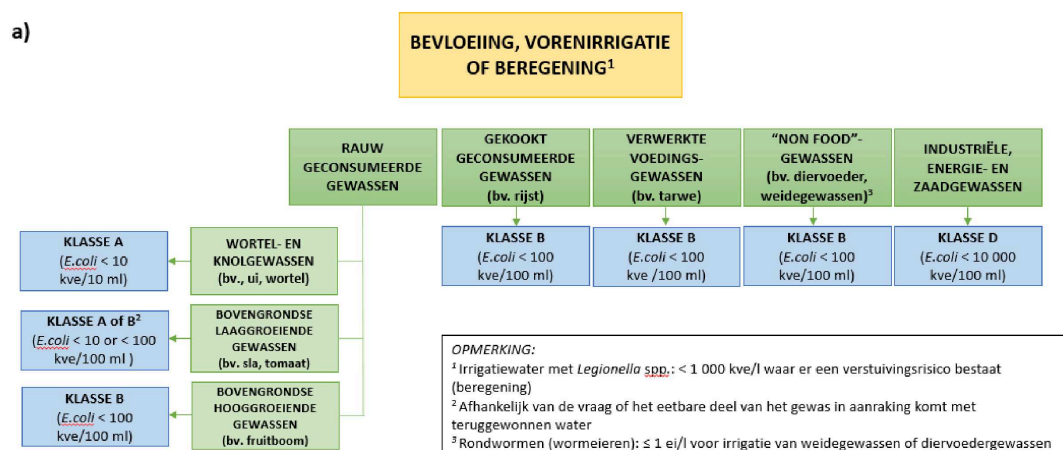 a)
BEVLOEIING, VORENIRRIGATIE
OF BEREGENING¹
RAUW
GECONSUMEERDE
GEWASSEN
GEKOOKT
GECONSUMEERDE
GEWASSEN
(bv. rijst)
VERWERKTE
VOEDINGS-
GEWASSEN
(bv. tarwe)
“NON FOOD”-
GEWASSEN
(bv. diervoeder,
weidegewassen)³
INDUSTRIËLE,
ENERGIE- EN
ZAADGEWASSEN
KLASSE B
(E.coli < 100
kve/100 ml)
KLASSE B
(E.coli < 100
kve /100 ml)
KLASSE B
(E.coli < 100
kve/100 ml)
KLASSE D
(E.coli < 10 000
kve/100 ml)
KLASSE A
(E.coli < 10
kve/10 ml)
WORTEL- EN
KNOLGEWASSEN
(bv., ui, wortel)
KLASSE A of B²
(E.coli < 10 or < 100
kve/100 ml )
BOVENGRONDSE
LAAGGROEIENDE
GEWASSEN
(bv. sla, tomaat)
KLASSE B
(E.coli < 100
kve/100 ml)
BOVENGRONDSE
HOOGGROEIENDE
GEWASSEN
(bv. fruitboom)
OPMERKING:
¹ Irrigatiewater met Legionella spp.: < 1 000 kve/l waar er een verstuivingsrisico bestaat
(beregening)
² Afhankelijk van de vraag of het eetbare deel van het gewas in aanraking komt met
teruggewonnen water
³ Rondwormen (wormeieren): ≤ 1 ei/l voor irrigatie van weidegewassen of diervoedergewassen